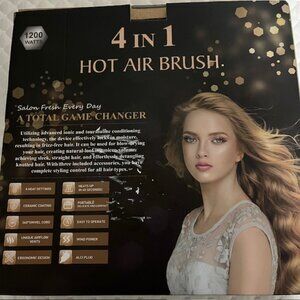 1200
WATTS
4 IN 1
HOT AIR BRUSH
Salon Fresh Every Day
A TOTAL GAME CHANGER
Utilizing advanced ionic and tourmaline conditioning
technology, the device effectively locks in moisture,
resulting in frizz-free hair. It can be used for blow-drying
your hair, creating natural-looking
achieving sleek, straight hair, and effortlessly detangling
knotted hair. With three included accessories, you have
complete styling control for all hair types.
HEAT SETTINGS
HEATS UP
CERAMIC COATING
PORTABLE
360 SWIVEL CORD
EASY TO OPERATE
UNIQUE AIRFLOW
VENTS
WIND POWER
ERGONOMIC DESIGN
ALCI PLUG